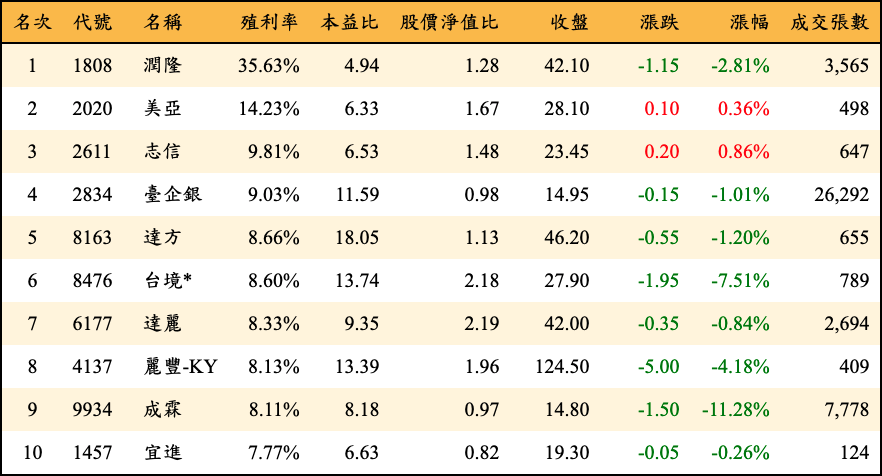 名次 代號 名稱 殖利率 本益比 股價淨值比 收盤 漲跌 漲幅 成交張數
1 1808 潤隆 35.63% 4.94 1.28 42.10 -1.15 -2.81% 3,565
2 2020 美亞 14.23% 6.33 1.67 28.10 0.10 0.36% 498
3 2611 志信 9.81% 6.53 1.48 23.45 0.20 0.86% 647
4 2834 臺企銀 9.03% 11.59 0.98 14.95 -0.15 -1.01% 26,292
5 8163 達方 8.66% 18.05 1.13 46.20 -0.55 -1.20% 655
6 8476 台境* 8.60% 13.74 2.18 27.90 -1.95 -7.51% 789
7 6177 達麗 8.33% 9.35 2.19 42.00 -0.35 -0.84% 2,694
8 4137 麗豐-KY 8.13% 13.39 1.96 124.50 -5.00 -4.18% 409
9 9934 成霖 8.11% 8.18 0.97 14.80 -1.50 -11.28% 7,778
10 1457 宜進 7.77% 6.63 0.82 19.30 -0.05 -0.26% 124